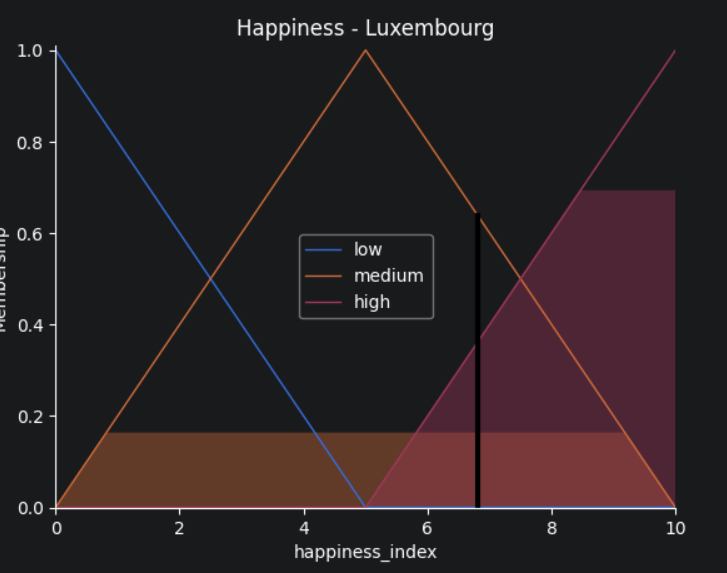 Happiness - Luxembourg
1.0
0.8
0.6
0.4
0.2
0.0
Membership
low
medium
high
0 2 4 6 8 10
happiness_index